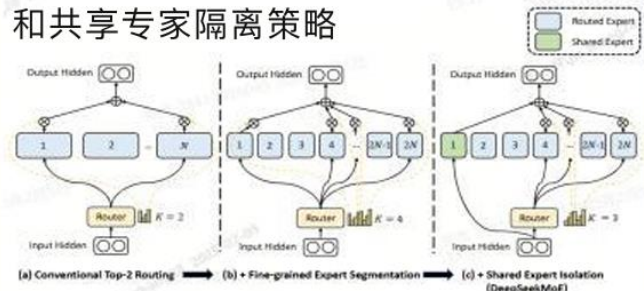 和共享专家隔离策略
Routed Expert
Shared Expert
Output Hidden
Output Hidden
Output Hidden
1 2 ... N
1 2 3 4 ... 2N-1 2N
1 2 3 4 ... 2N-1 2N
Router K = 2
Router K = 4
Router K = 3
Input Hidden
Input Hidden
Input Hidden
(a) Conventional Top-2 Routing
(b) + Fine-grained Expert Segmentation
(c) + Shared Expert Isolation
(DeepSeekMoE)